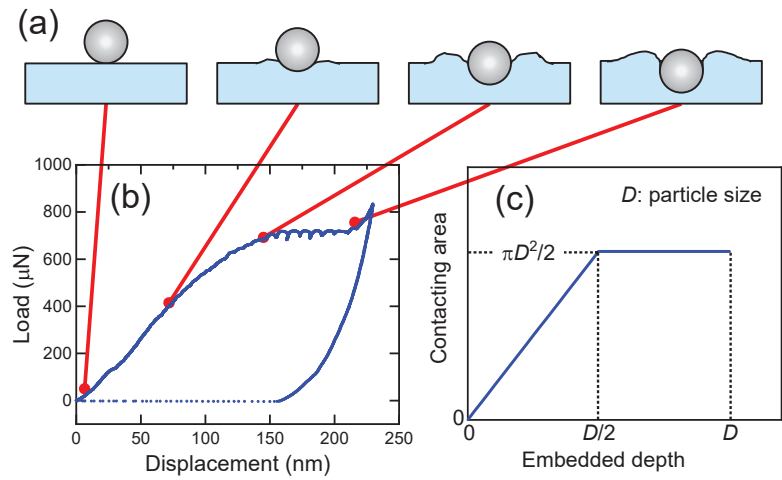 (a)
(b)
1000
800
600
400
200
0
Load (μN)
0 50 100 150 200 250
Displacement (nm)
(c)
D: particle size
πD²/2
Contacting area
0
0 D/2 D
Embedded depth